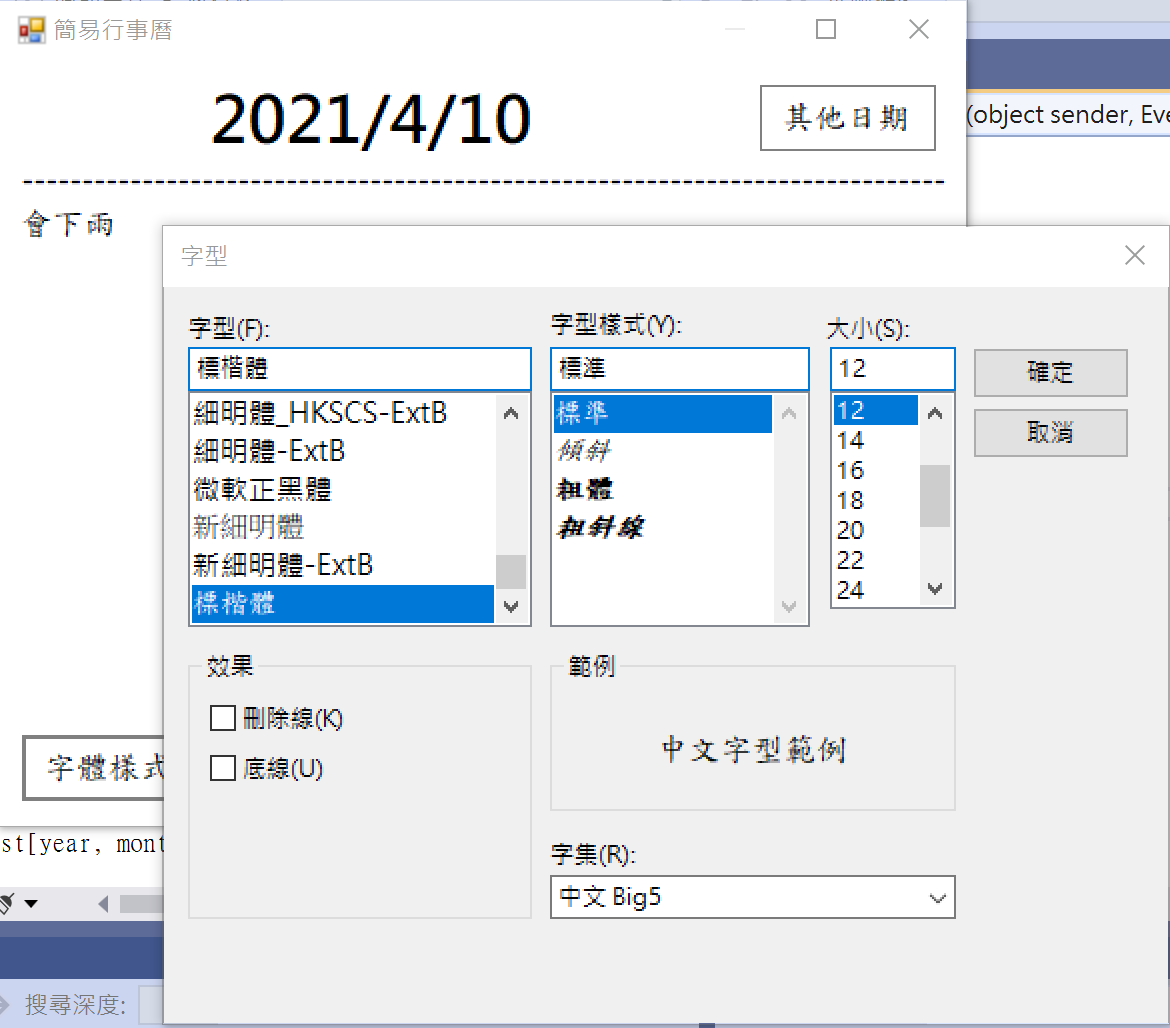 簡易行事曆
2021/4/10
其他日期
(object sender, Eve
會下雨
字型
字型(F):
標楷體
細明體_HKSCS-ExtB
細明體-ExtB
微軟正黑體
新細明體
新細明體-ExtB
標楷體
字型樣式(Y):
標準
標準
傾斜
粗體
粗斜線
大小(S):
12
12
14
16
18
20
22
24
確定
取消
效果
刪除線(K)
底線(U)
範例
中文字型範例
字集(R):
中文 Big5
字體樣式
st[year, mont
搜尋深度: